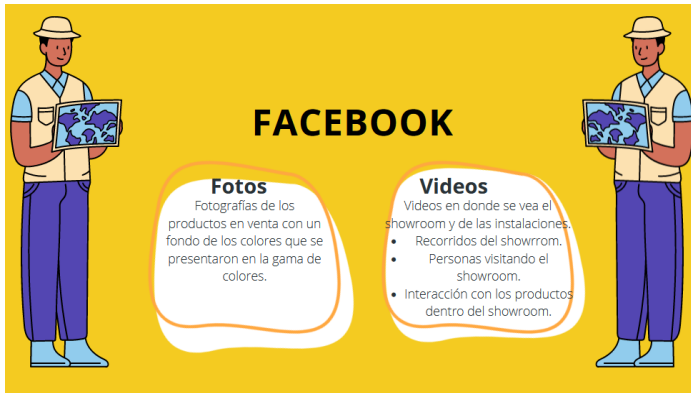 FACEBOOK
Fotos
Fotografías de los
productos en venta con un
fondo de los colores que se
presentaron en la gama de
colores.
Videos
Videos en donde se vea el
showroom y de las instalaciones.
• Recorridos del showrrom.
• Personas visitando el
showroom.
• Interacción con los productos
dentro del showroom.